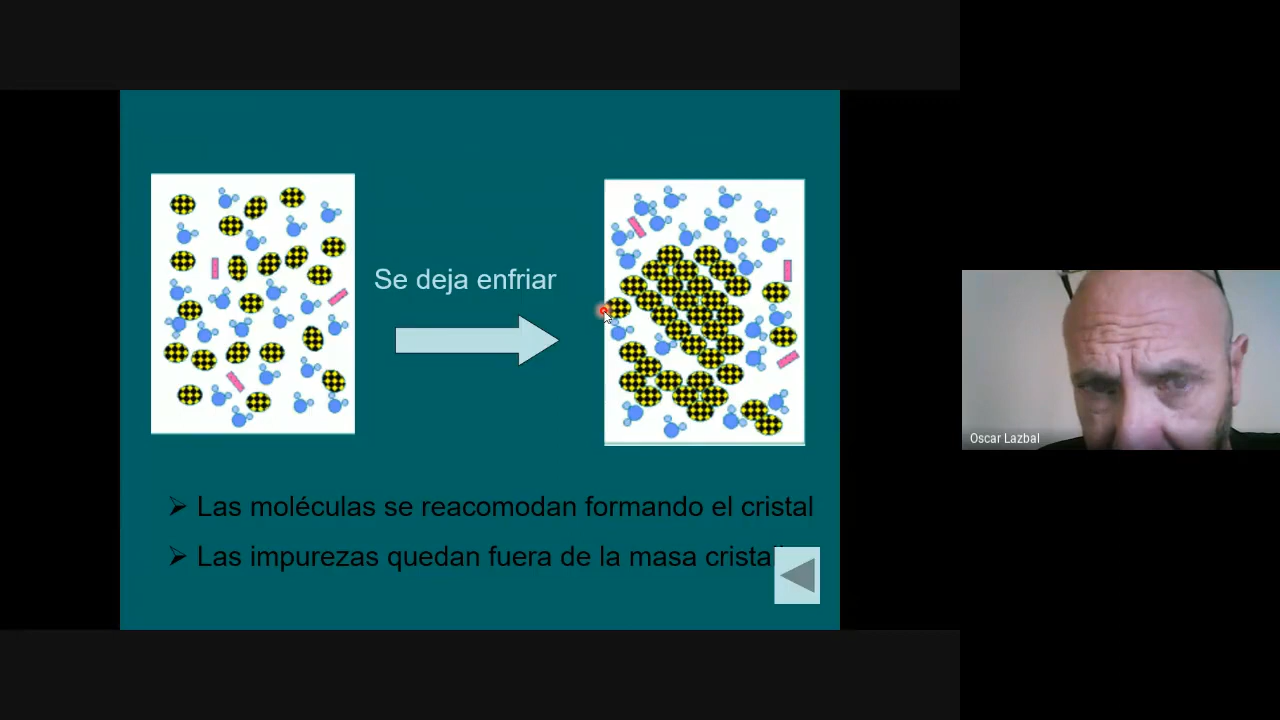 Se deja enfriar
Las moléculas se reacomodan formando el cristal
Las impurezas quedan fuera de la masa
Oscar Lazbal